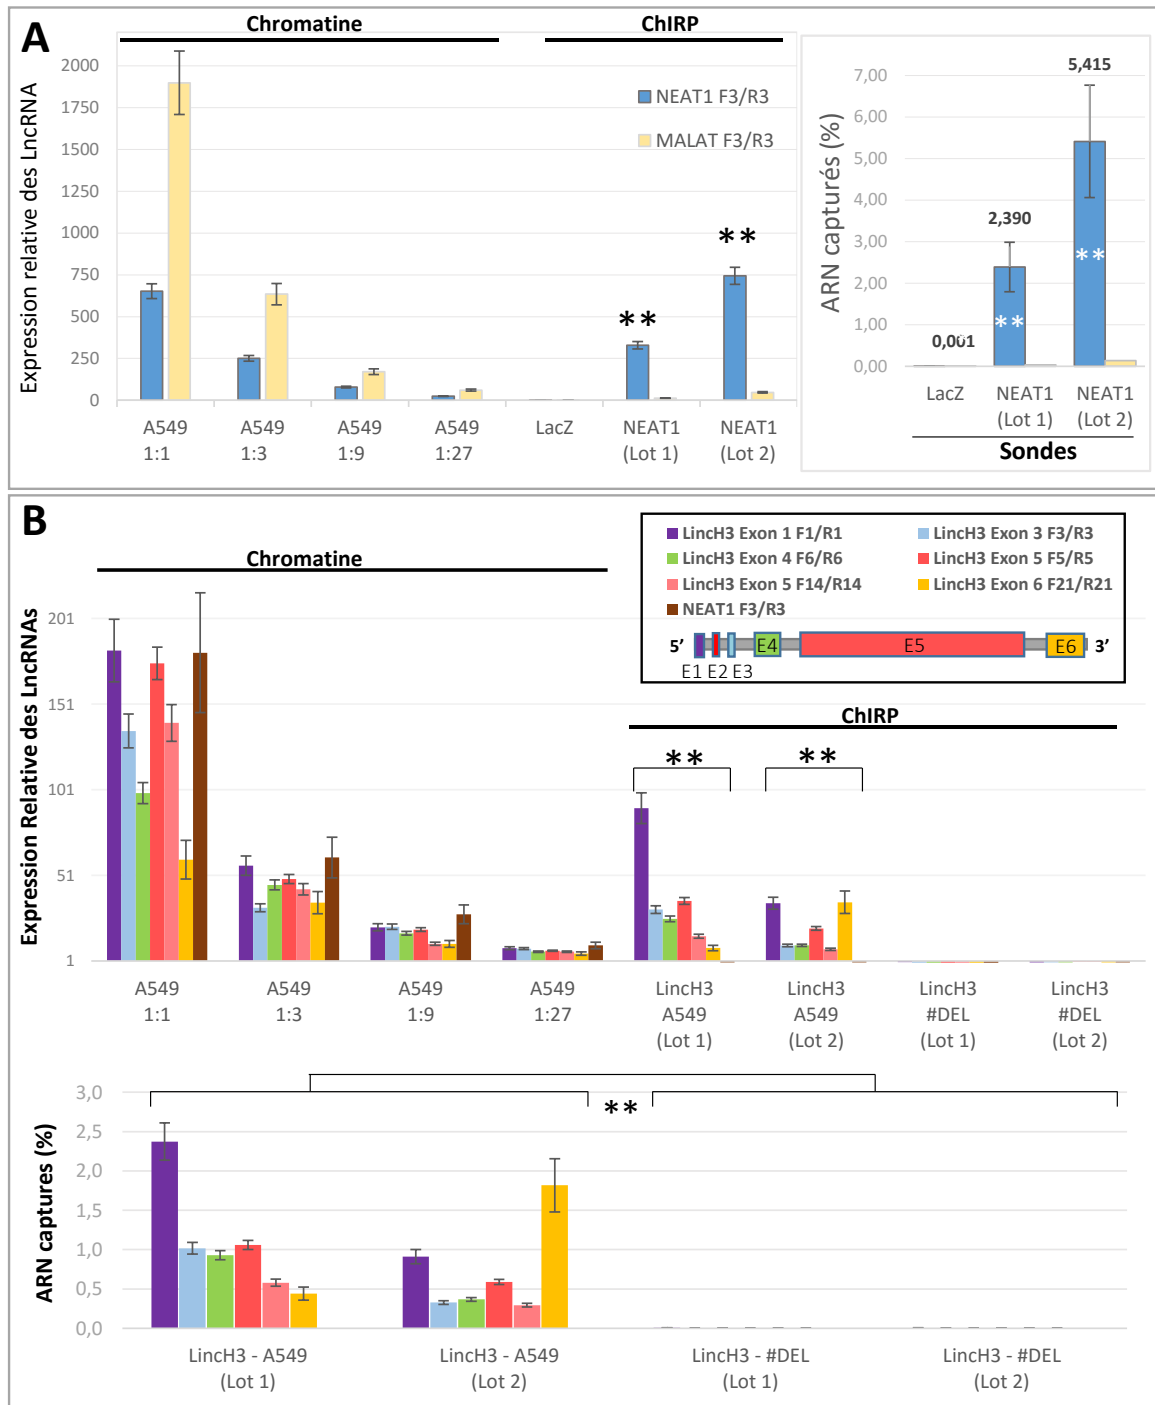 A
Chromatine
ChIRP
Expression relative des LncRNA
2000
1750
1500
1250
1000
750
500
250
0
NEAT1 F3/R3
MALAT F3/R3
**
**
A549
1:1
A549
1:3
A549
1:9
A549
1:27
LacZ
NEAT1
(Lot 1)
NEAT1
(Lot 2)
ARN capturés (%)
7,00
6,00
5,00
4,00
3,00
2,00
1,00
0,00
0,001
2,390
5,415
**
**
LacZ
NEAT1
(Lot 1)
NEAT1
(Lot 2)
Sondes
B
Chromatine
LincH3 Exon 1 F1/R1
LincH3 Exon 3 F3/R3
LincH3 Exon 4 F6/R6
LincH3 Exon 5 F5/R5
LincH3 Exon 5 F14/R14
LincH3 Exon 6 F21/R21
NEAT1 F3/R3
5’
E4
E5
E6
3’
E1
E2
E3
ChIRP
**
**
Expression Relative des LncRNAs
201
151
101
51
1
A549
1:1
A549
1:3
A549
1:9
A549
1:27
LincH3
A549
(Lot 1)
LincH3
A549
(Lot 2)
LincH3
#DEL
(Lot 1)
LincH3
#DEL
(Lot 2)
ARN captures (%)
3,0
2,5
2,0
1,5
1,0
0,5
0,0
**
LincH3 - A549
(Lot 1)
LincH3 - A549
(Lot 2)
LincH3 - #DEL
(Lot 1)
LincH3 - #DEL
(Lot 2)